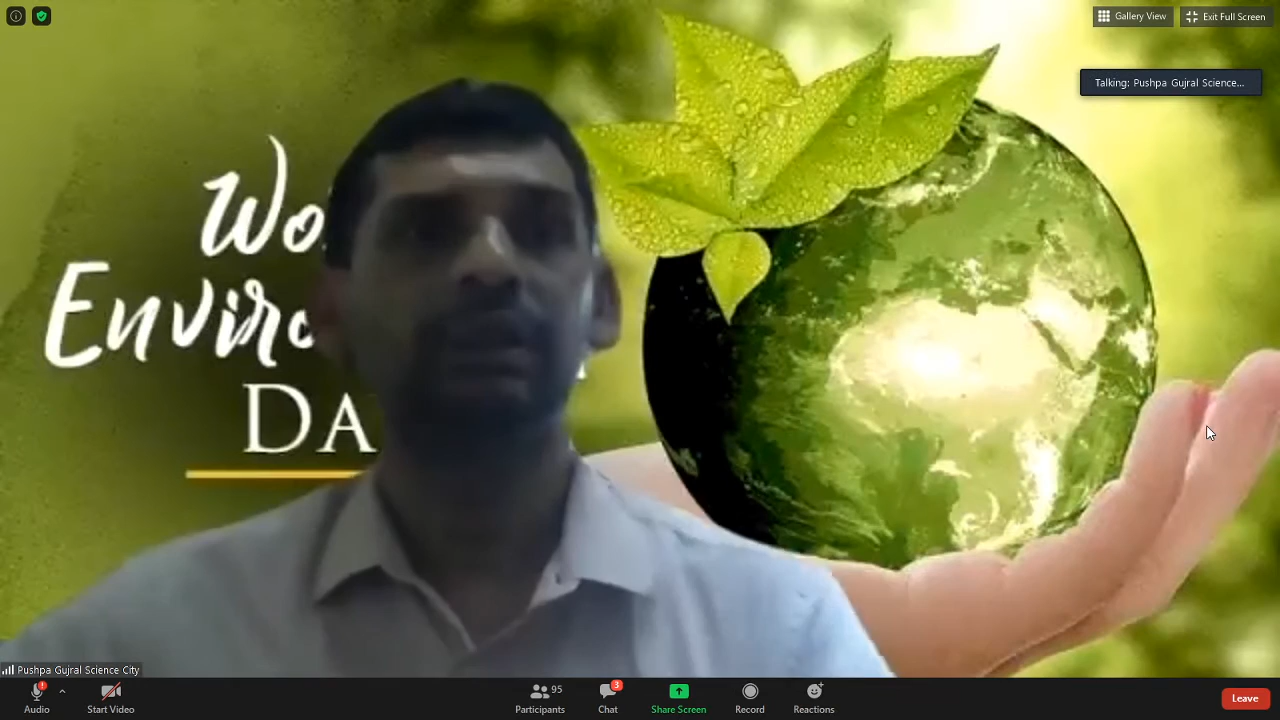 Gallery View
Exit Full Screen
Talking: Pushpa Gujral Science...
Wo
Enviro
DA
Pushpa Gujral Science City
Audio
Start Video
95
Participants
3
Chat
Share Screen
Record
Reactions
Leave